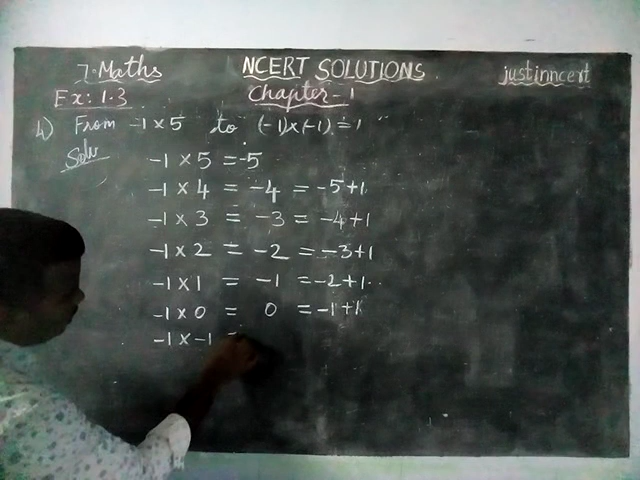 7. Maths NCERT SOLUTIONS justinncert
Ex: 1.3 Chapter - 1
4) From -1 × 5 to (-1)×(-1) = 1
Soln
-1 × 5 = -5
-1 × 4 = -4 = -5+1
-1 × 3 = -3 = -4+1
-1 × 2 = -2 = -3+1
-1 × 1 = -1 = -2+1
-1 × 0 = 0 = -1+1
-1 × -1 =